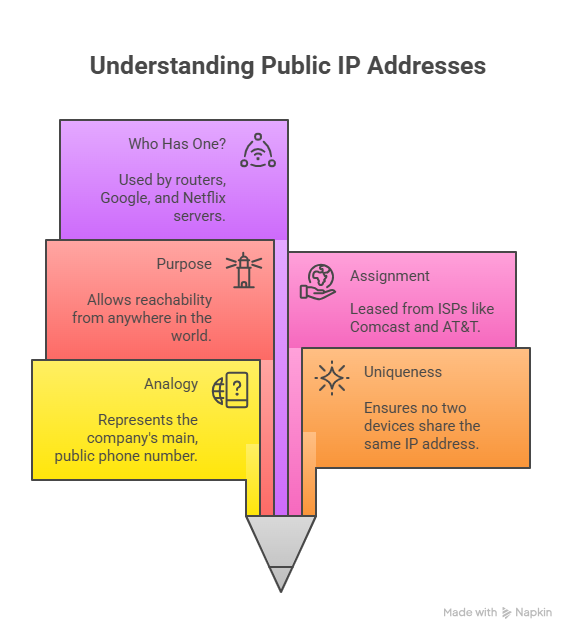 Understanding Public IP Addresses
Who Has One?
Used by routers,
Google, and Netflix
servers.
Purpose
Allows reachability
from anywhere in the
world.
Assignment
Leased from ISPs like
Comcast and AT&T.
Analogy
?
Represents the
company's main,
public phone number.
Uniqueness
Ensures no two
devices share the
same IP address.
Made with Napkin